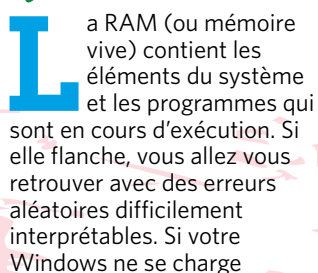 La RAM (ou mémoire
vive) contient les
éléments du système
et les programmes qui
sont en cours d'exécution. Si
elle flanche, vous allez vous
retrouver avec des erreurs
aléatoires difficilement
interprétables. Si votre
Windows ne se charge